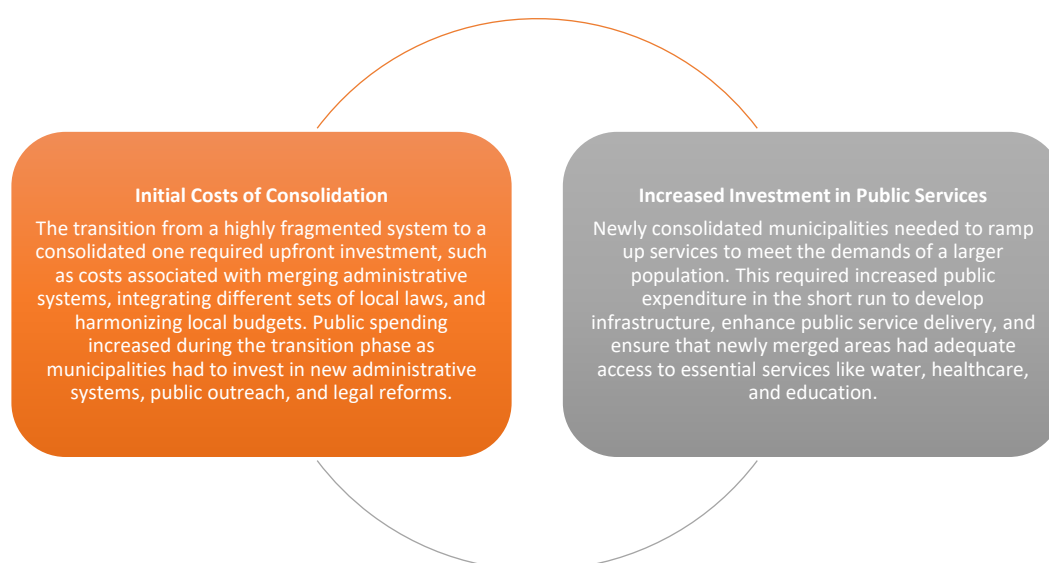 Initial Costs of Consolidation
The transition from a highly fragmented system to a
consolidated one required upfront investment, such
as costs associated with merging administrative
systems, integrating different sets of local laws, and
harmonizing local budgets. Public spending
increased during the transition phase as
municipalities had to invest in new administrative
systems, public outreach, and legal reforms.
Increased Investment in Public Services
Newly consolidated municipalities needed to ramp
up services to meet the demands of a larger
population. This required increased public
expenditure in the short run to develop
infrastructure, enhance public service delivery, and
ensure that newly merged areas had adequate
access to essential services like water, healthcare,
and education.